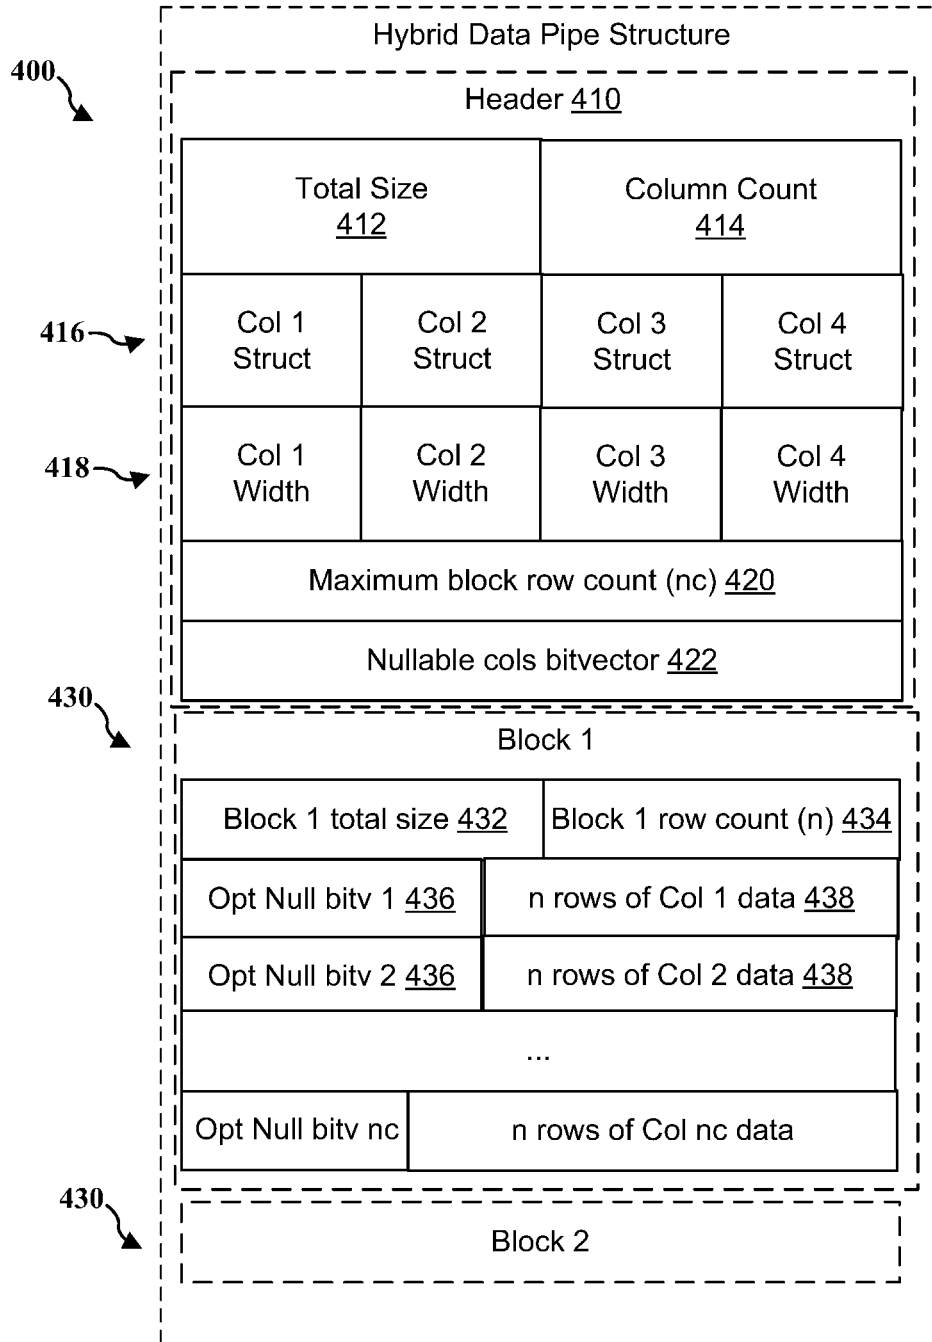 Hybrid Data Pipe Structure
400
Header 410
Total Size
412
Column Count
414
416
Col 1
Struct
Col 2
Struct
Col 3
Struct
Col 4
Struct
418
Col 1
Width
Col 2
Width
Col 3
Width
Col 4
Width
Maximum block row count (nc) 420
Nullable cols bitvector 422
430
Block 1
Block 1 total size 432
Block 1 row count (n) 434
Opt Null bitv 1 436
n rows of Col 1 data 438
Opt Null bitv 2 436
n rows of Col 2 data 438
...
Opt Null bitv nc
n rows of Col nc data
430
Block 2